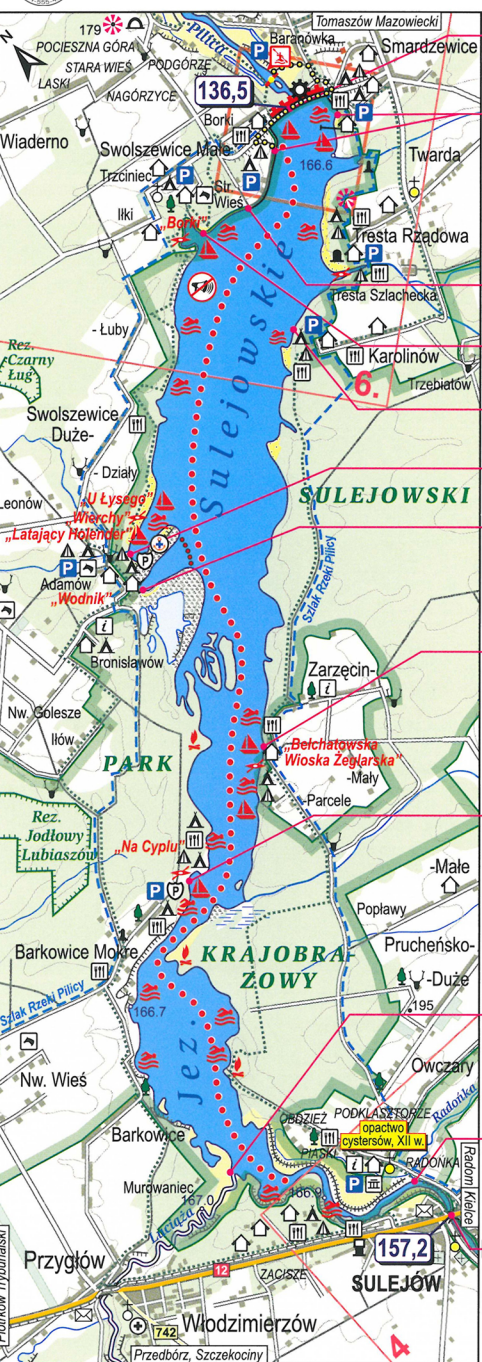 N
Tomaszów Mazowiecki
179
POCIESZNA GÓRA
Pilica
Baranówka
Smardzewice
STARA WIEŚ
PODGÓRZE
P
LASKI
NAGÓRZYCE
136,5
Wiaderno
Borki
P
Swolszewice Małe
166.6
Twarda
Trzciniec
P
P
Str. Wieś
Iłki
„Borki”
Tresta Rządowa
P
Tresta Szlachecka
Rez.
Czarny
Ług
Łuby
P
Karolinów
6.
Trzebiatów
Sulejowskie
Swolszewice
Duże-
- Działy
Leonów
„U Łysego”
Wierchy”
SULEJOWSKI
„Latający Holender”
P
P
Adamów
„Wodnik”
Szlak Rzeki Pilicy
i
Bronisławów
Zarzęcin-
i
Nw. Golesze
Iłów
„Bełchatowska
Wioska Żeglarska”
PARK
-Mały
-Parcele
Rez.
Jodłowy
Lubiaszów
„Na Cyplu”
P
-Małe
Popławy
Barkowice Mokre
KRAJOBRA-
ZOWY
Prucheńsko-
-Duże
Szlak Rzeki Pilicy
166.7
195
Jez.
Nw. Wieś
Owczary
Radońka
OBDZIEŻ
PODKLASZTORZE
Barkowice
opactwo
cystersów, XII w.
PIASKI
i
P
RADONKA
Murowaniec
167.0
166.9
Luciąża
Radom Kielce
Piotrków Trybunalski
Przygłów
157,2
12
ZACISZE
SULEJÓW
Włodzimierzów
742
4
Przedbórz, Szczekociny